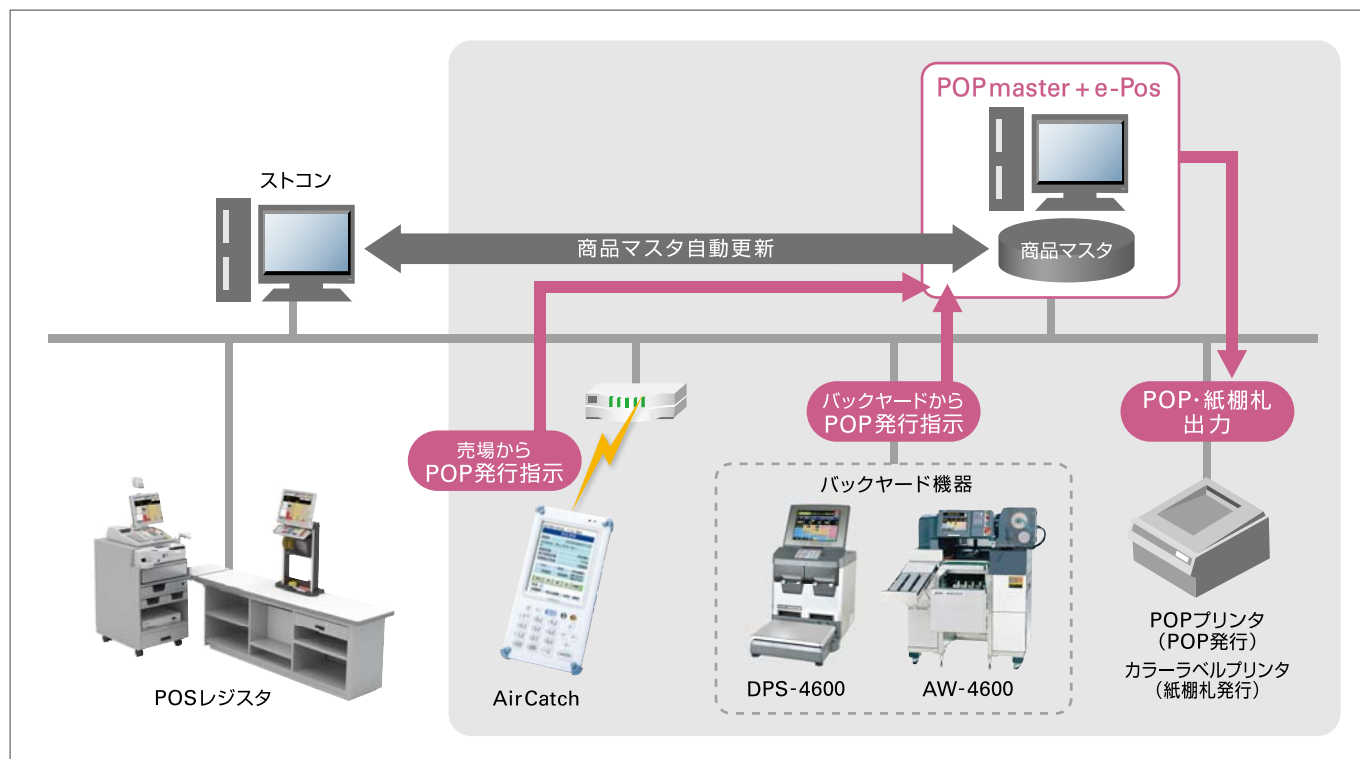 POPmaster + e-Pos
ストコン
商品マスタ自動更新
商品マスタ
売場から
POP発行指示
バックヤードから
POP発行指示
POP・紙棚札
出力
バックヤード機器
POSレジスタ
AirCatch
DPS-4600
AW-4600
POPプリンタ
（POP発行）
カラーラベルプリンタ
（紙棚札発行）